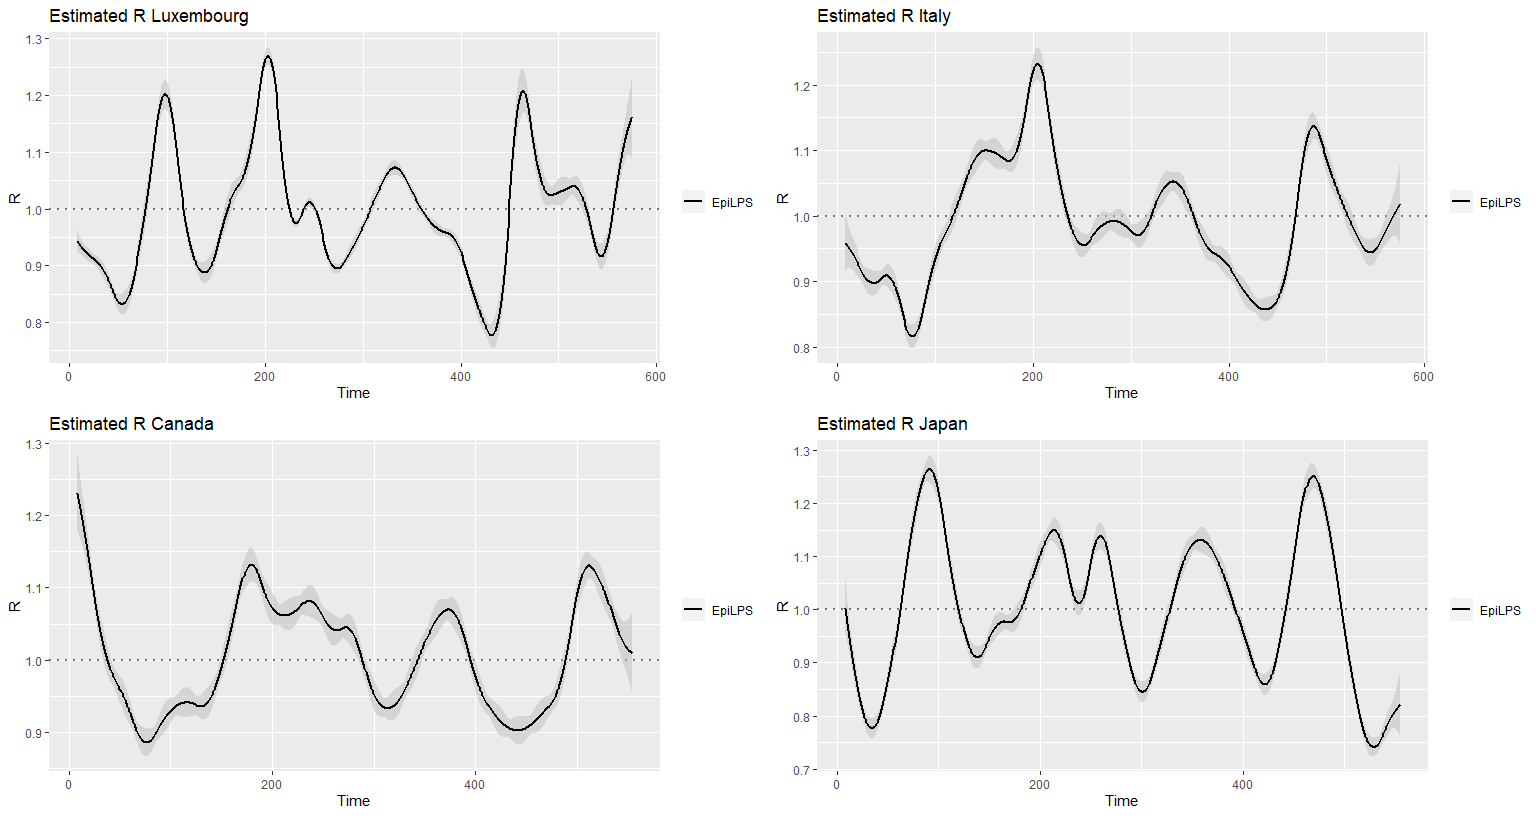 Estimated R Luxembourg
1.3
1.2
1.1
1.0
0.9
0.8
R
0 200 400 600
Time
EpiLPS
Estimated R Italy
1.2
1.1
1.0
0.9
0.8
R
0 200 400 600
Time
EpiLPS
Estimated R Canada
1.3
1.2
1.1
1.0
0.9
R
0 200 400
Time
EpiLPS
Estimated R Japan
1.3
1.2
1.1
1.0
0.9
0.8
0.7
R
0 200 400
Time
EpiLPS